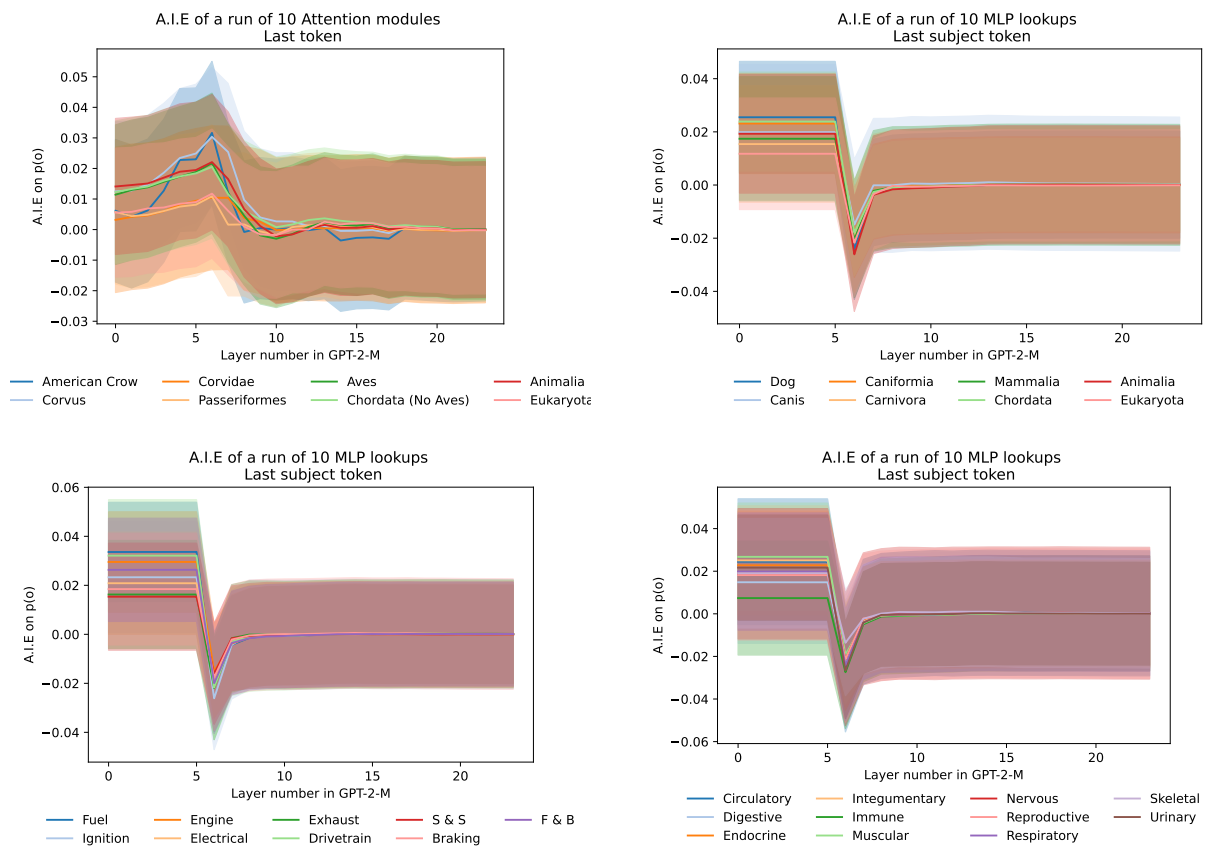 A.I.E of a run of 10 Attention modules
Last token
A.I.E on p(o)
0.05
0.04
0.03
0.02
0.01
0.00
−0.01
−0.02
−0.03
0 5 10 15 20
Layer number in GPT-2-M
American Crow Corvidae Aves Animalia
Corvus Passeriformes Chordata (No Aves) Eukaryota
A.I.E of a run of 10 MLP lookups
Last subject token
A.I.E on p(o)
0.04
0.02
0.00
−0.02
−0.04
0 5 10 15 20
Layer number in GPT-2-M
Dog Caniformia Mammalia Animalia
Canis Carnivora Chordata Eukaryota
A.I.E of a run of 10 MLP lookups
Last subject token
A.I.E on p(o)
0.06
0.04
0.02
0.00
−0.02
−0.04
0 5 10 15 20
Layer number in GPT-2-M
Fuel Engine Exhaust S & S F & B
Ignition Electrical Drivetrain Braking
A.I.E of a run of 10 MLP lookups
Last subject token
A.I.E on p(o)
0.04
0.02
0.00
−0.02
−0.04
−0.06
0 5 10 15 20
Layer number in GPT-2-M
Circulatory Integumentary Nervous Skeletal
Digestive Immune Reproductive Urinary
Endocrine Muscular Respiratory